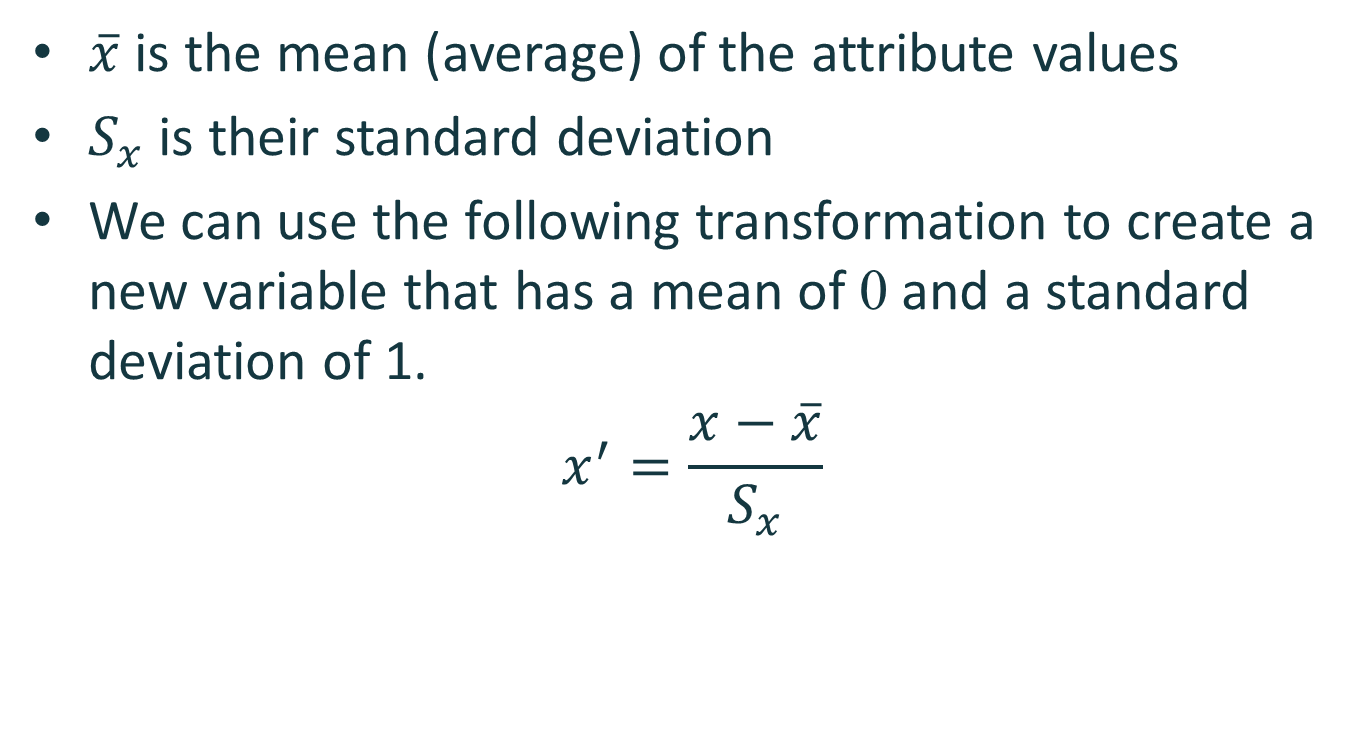 • x̄ is the mean (average) of the attribute values
• Sₓ is their standard deviation
• We can use the following transformation to create a
new variable that has a mean of 0 and a standard
deviation of 1.
x′ = (x − x̄) / Sₓ